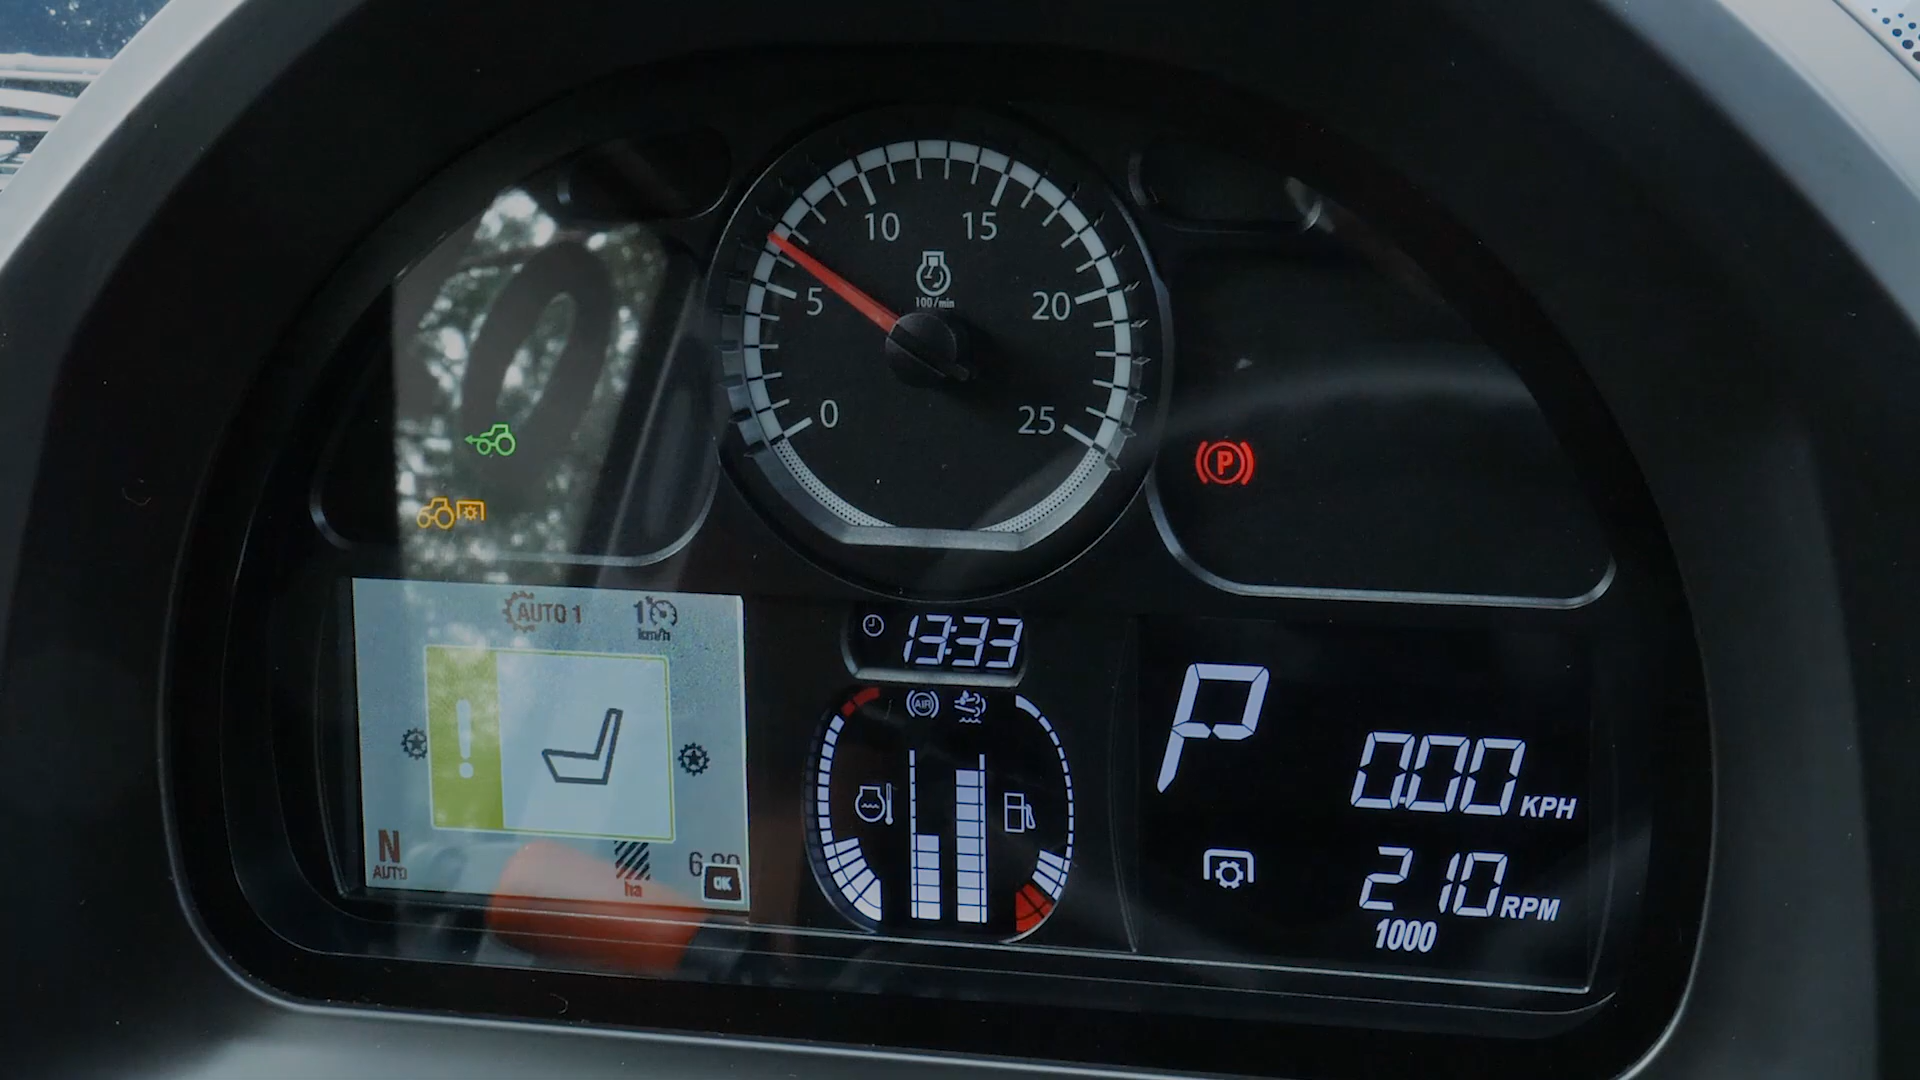 10 15
5 20
100/min
0 25
P
AUTO 1
1
km/h
13:33
AIR
P
0.00 KPH
N
AUTO
ha
OK
210 RPM
1000